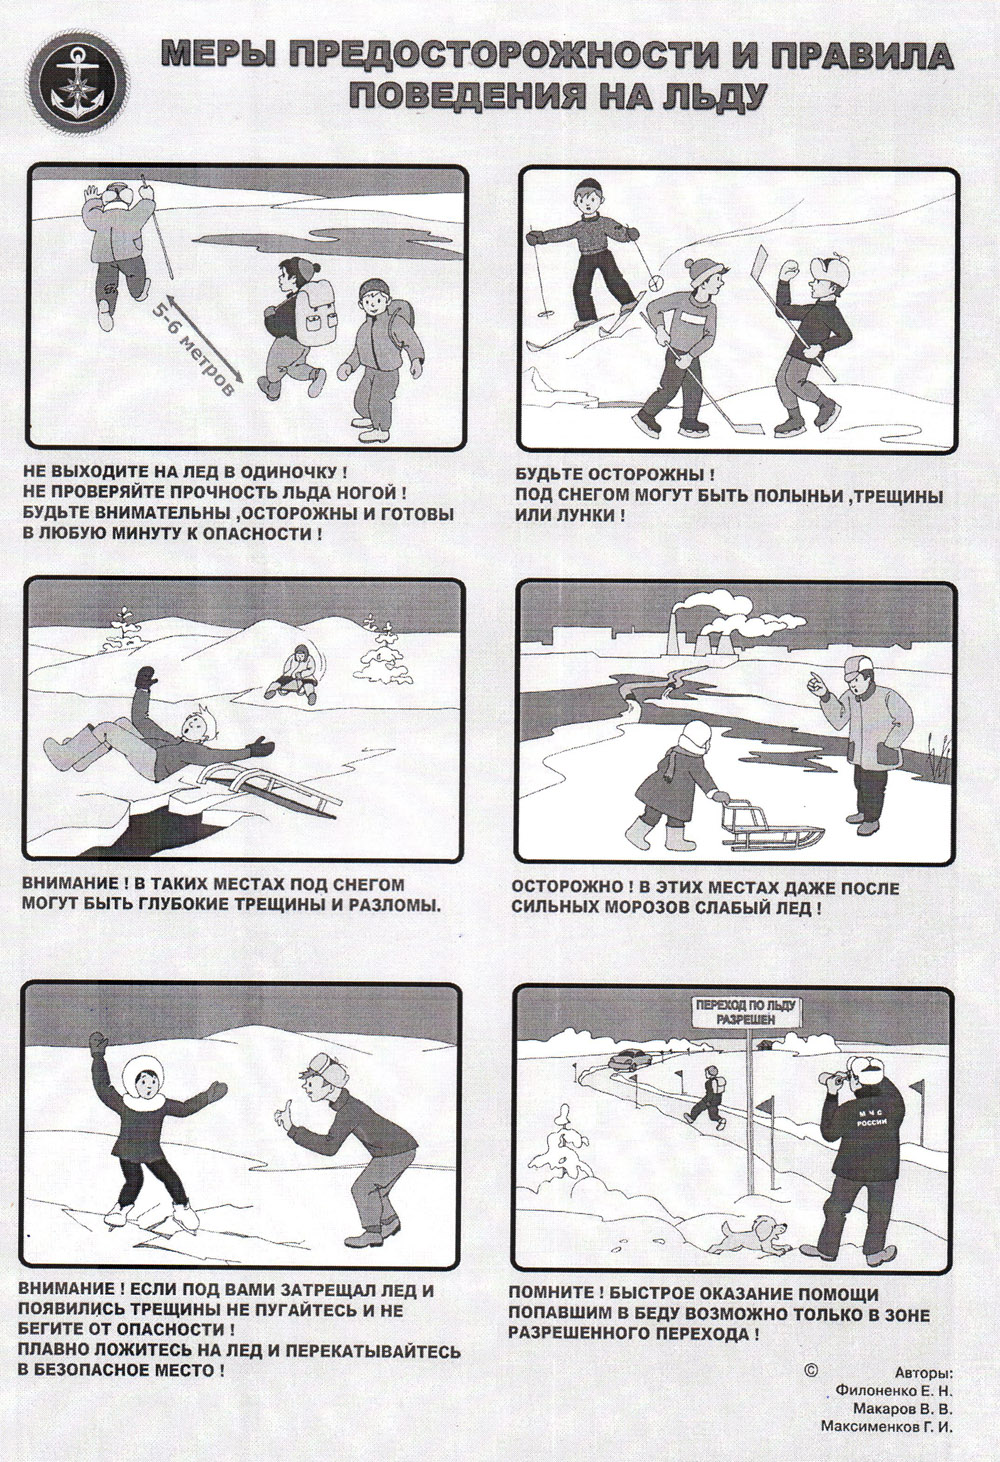 МЕРЫ ПРЕДОСТОРОЖНОСТИ И ПРАВИЛА
ПОВЕДЕНИЯ НА ЛЬДУ
5-6 метров
НЕ ВЫХОДИТЕ НА ЛЕД В ОДИНОЧКУ !
НЕ ПРОВЕРЯЙТЕ ПРОЧНОСТЬ ЛЬДА НОГОЙ !
БУДЬТЕ ВНИМАТЕЛЬНЫ ,ОСТОРОЖНЫ И ГОТОВЫ
В ЛЮБУЮ МИНУТУ К ОПАСНОСТИ !
БУДЬТЕ ОСТОРОЖНЫ !
ПОД СНЕГОМ МОГУТ БЫТЬ ПОЛЫНЬИ ,ТРЕЩИНЫ
ИЛИ ЛУНКИ !
ВНИМАНИЕ ! В ТАКИХ МЕСТАХ ПОД СНЕГОМ
МОГУТ БЫТЬ ГЛУБОКИЕ ТРЕЩИНЫ И РАЗЛОМЫ.
ОСТОРОЖНО ! В ЭТИХ МЕСТАХ ДАЖЕ ПОСЛЕ
СИЛЬНЫХ МОРОЗОВ СЛАБЫЙ ЛЕД !
ВНИМАНИЕ ! ЕСЛИ ПОД ВАМИ ЗАТРЕЩАЛ ЛЕД И
ПОЯВИЛИСЬ ТРЕЩИНЫ НЕ ПУГАЙТЕСЬ И НЕ
БЕГИТЕ ОТ ОПАСНОСТИ !
ПЛАВНО ЛОЖИТЕСЬ НА ЛЕД И ПЕРЕКАТЫВАЙТЕСЬ
В БЕЗОПАСНОЕ МЕСТО !
ПЕРЕХОД ПО ЛЬДУ
РАЗРЕШЕН
МЧС
РОССИИ
ПОМНИТЕ ! БЫСТРОЕ ОКАЗАНИЕ ПОМОЩИ
ПОПАВШИМ В БЕДУ ВОЗМОЖНО ТОЛЬКО В ЗОНЕ
РАЗРЕШЕННОГО ПЕРЕХОДА !
© Авторы:
Филоненко Е. Н.
Макаров В. В.
Максименков Г. И.